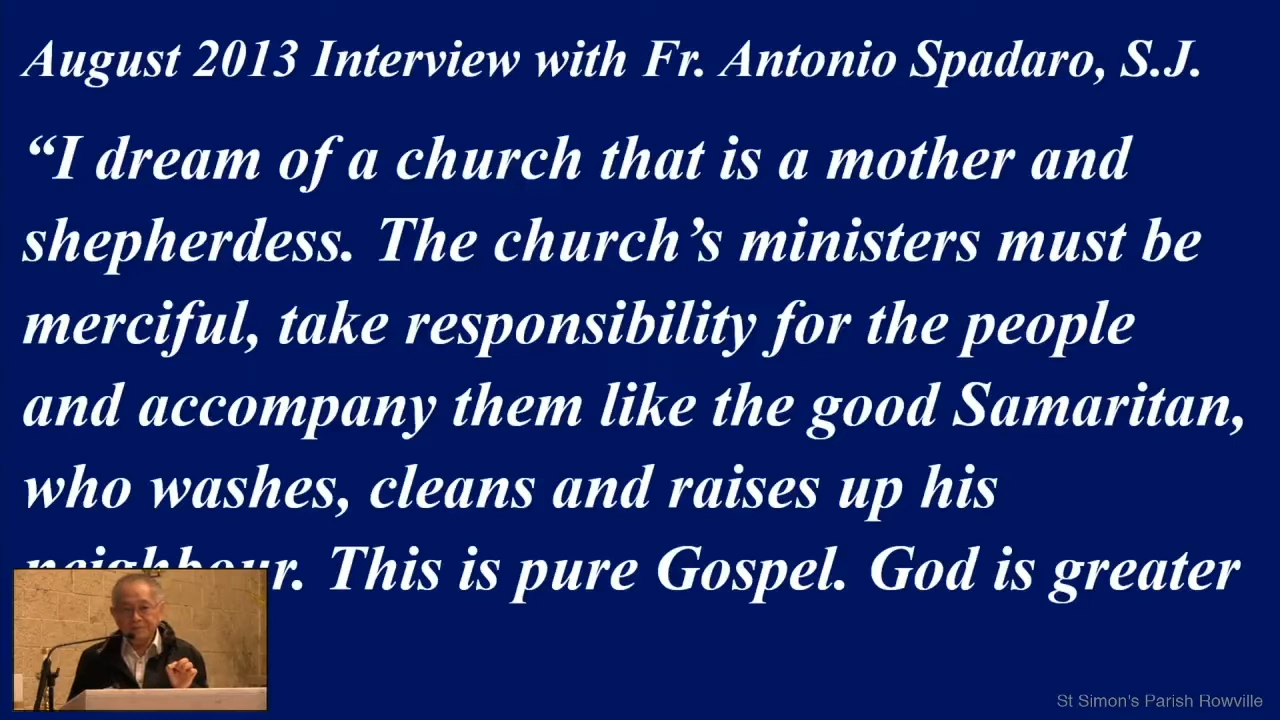 August 2013 Interview with Fr. Antonio Spadaro, S.J.
“I dream of a church that is a mother and
shepherdess. The church’s ministers must be
merciful, take responsibility for the people
and accompany them like the good Samaritan,
who washes, cleans and raises up his
neighbour. This is pure Gospel. God is greater
St Simon's Parish Rowville